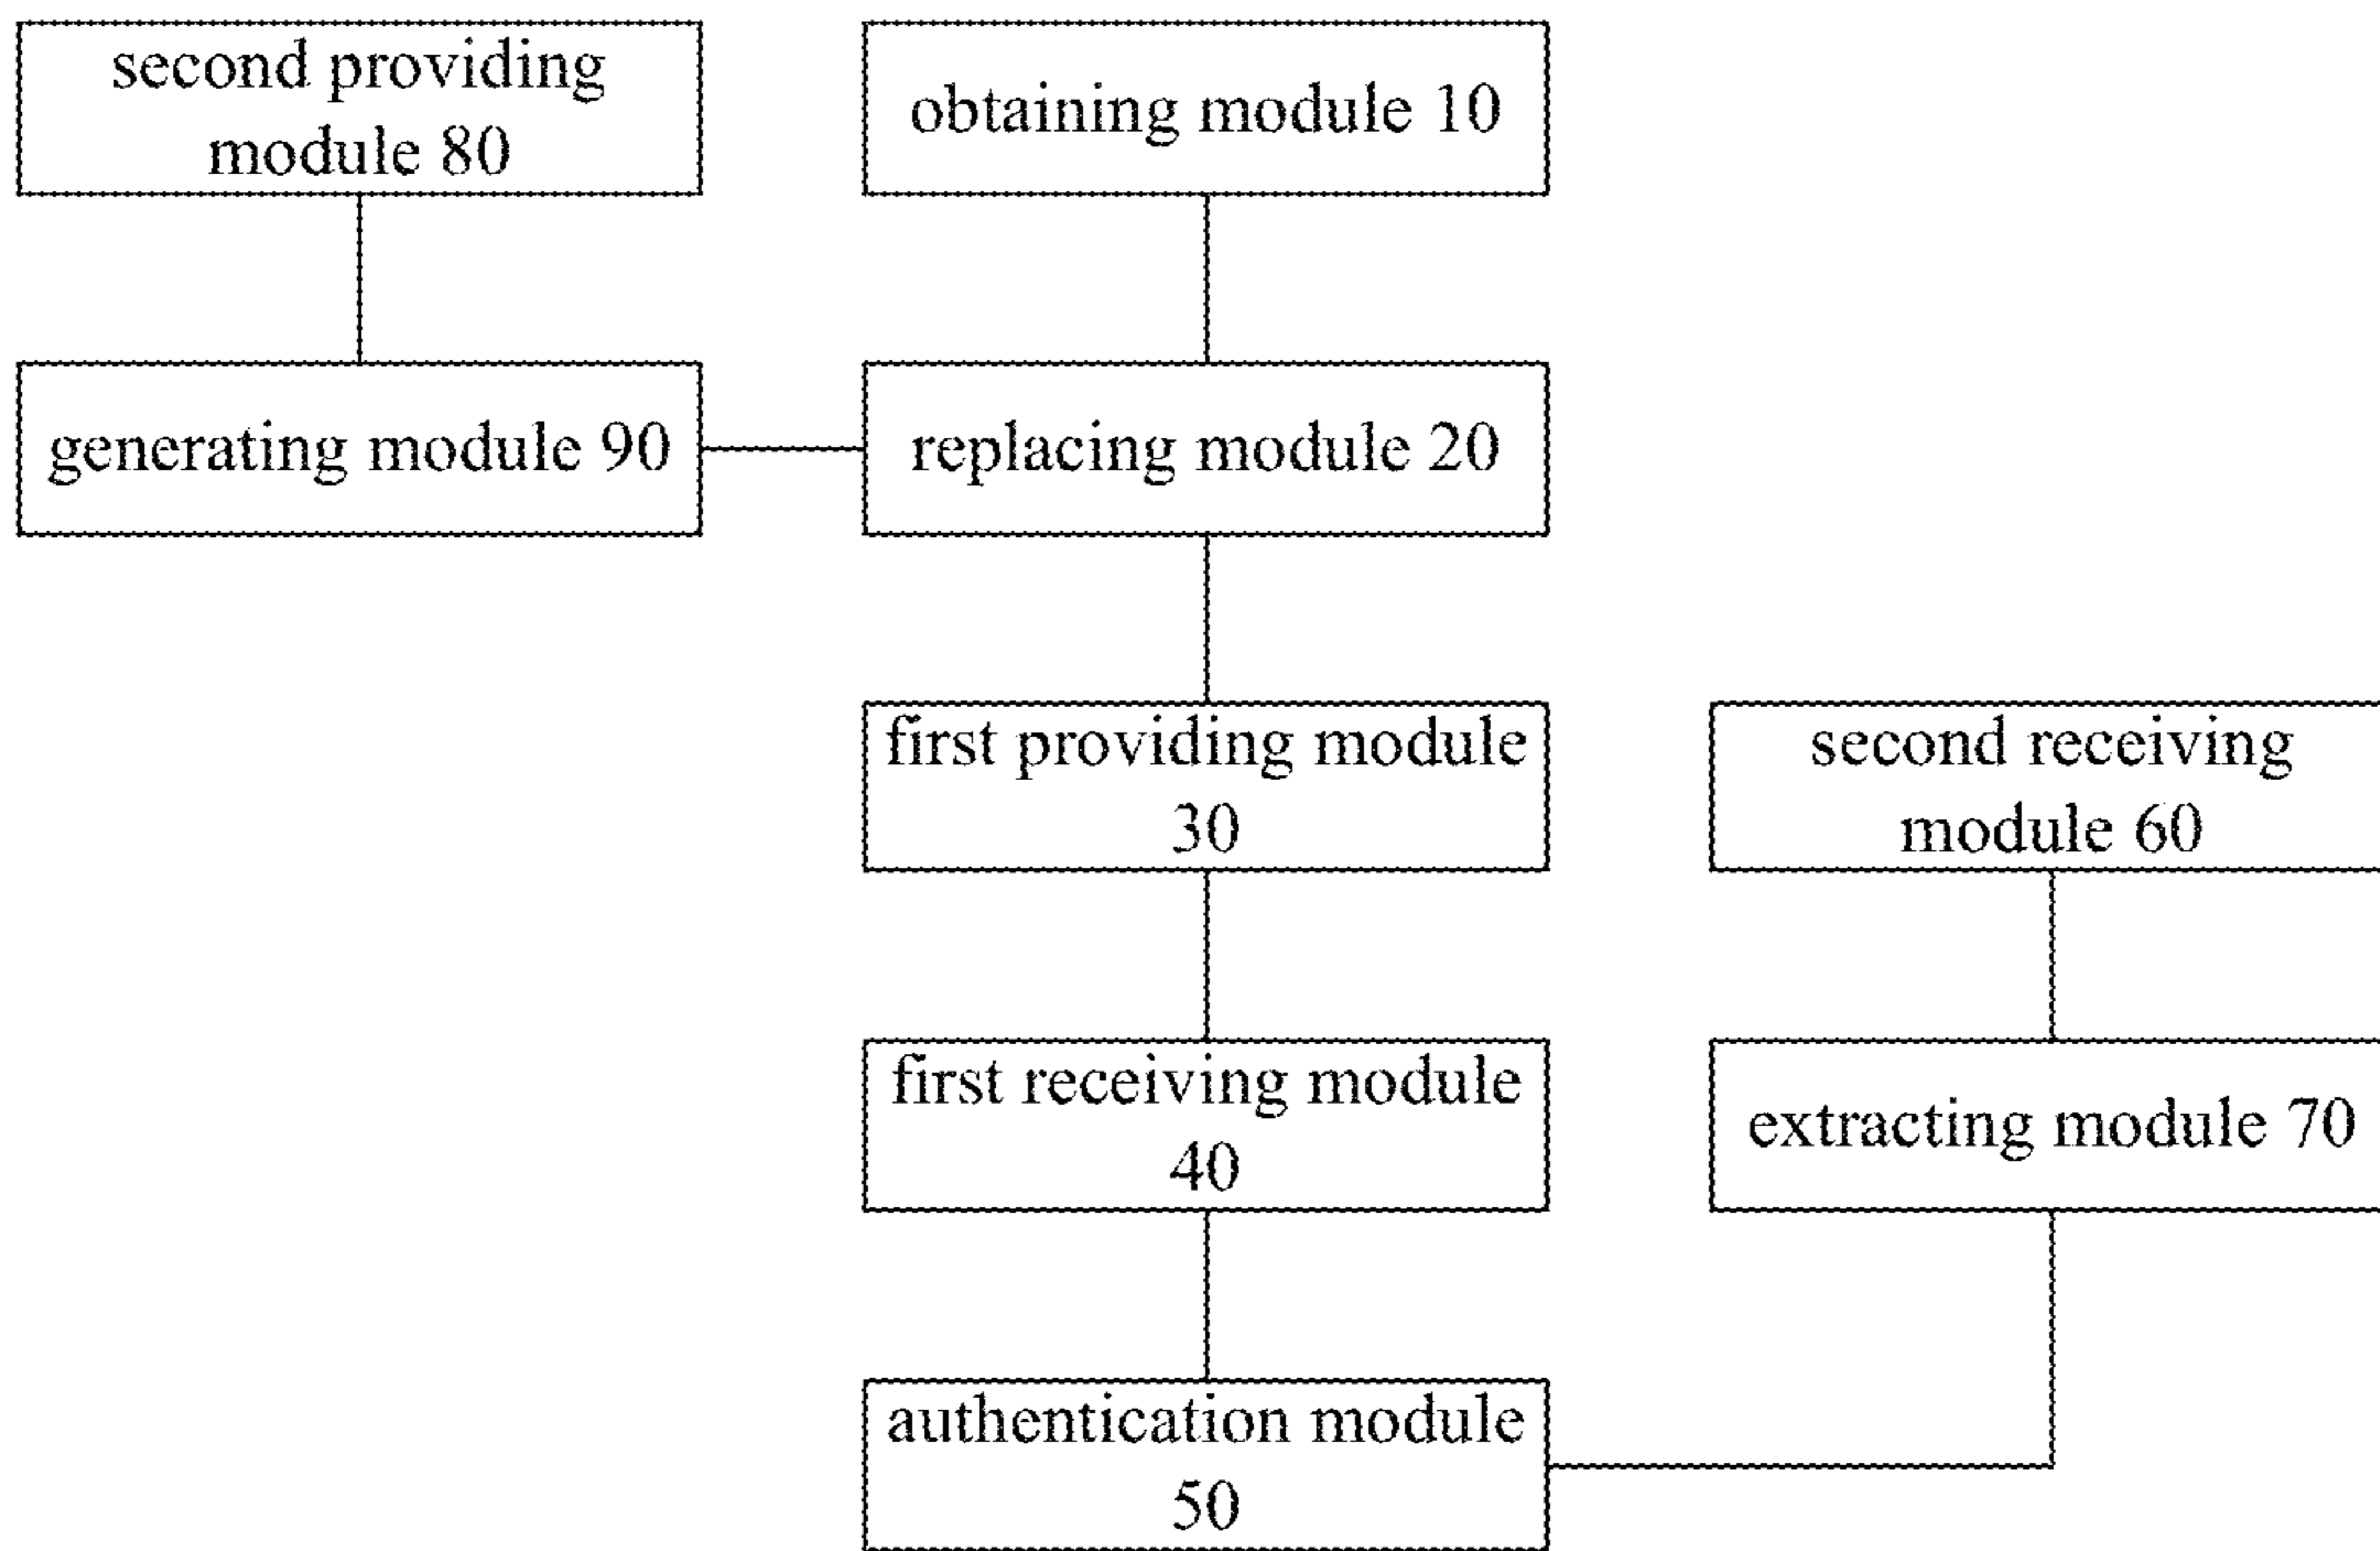 second providing
module 80
obtaining module 10
generating module 90
replacing module 20
first providing module
30
second receiving
module 60
first receiving module
40
extracting module 70
authentication module
50